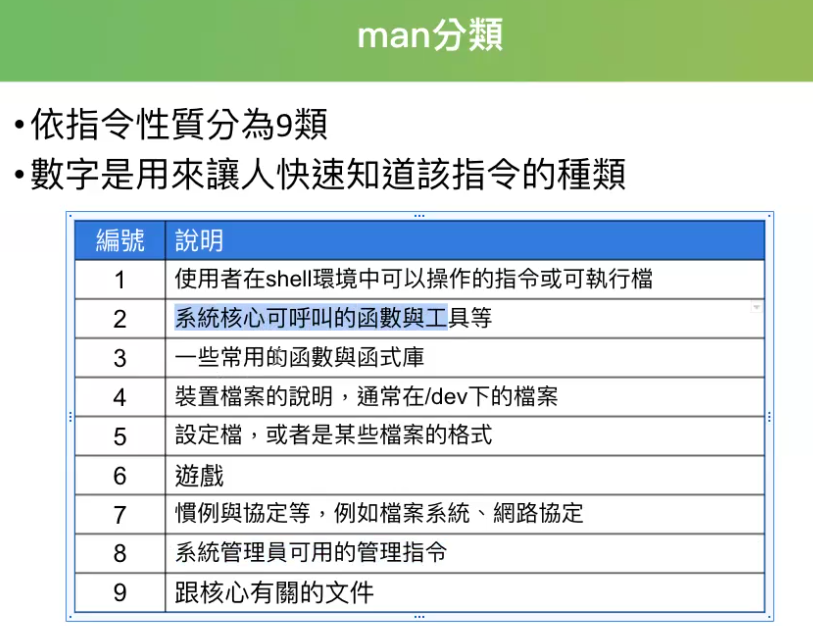 man分類
•依指令性質分為9類
•數字是用來讓人快速知道該指令的種類
編號 說明
1 使用者在shell環境中可以操作的指令或可執行檔
2 系統核心可呼叫的函數與工具等
3 一些常用的函數與函式庫
4 裝置檔案的說明，通常在/dev下的檔案
5 設定檔，或者是某些檔案的格式
6 遊戲
7 慣例與協定等，例如檔案系統、網路協定
8 系統管理員可用的管理指令
9 跟核心有關的文件